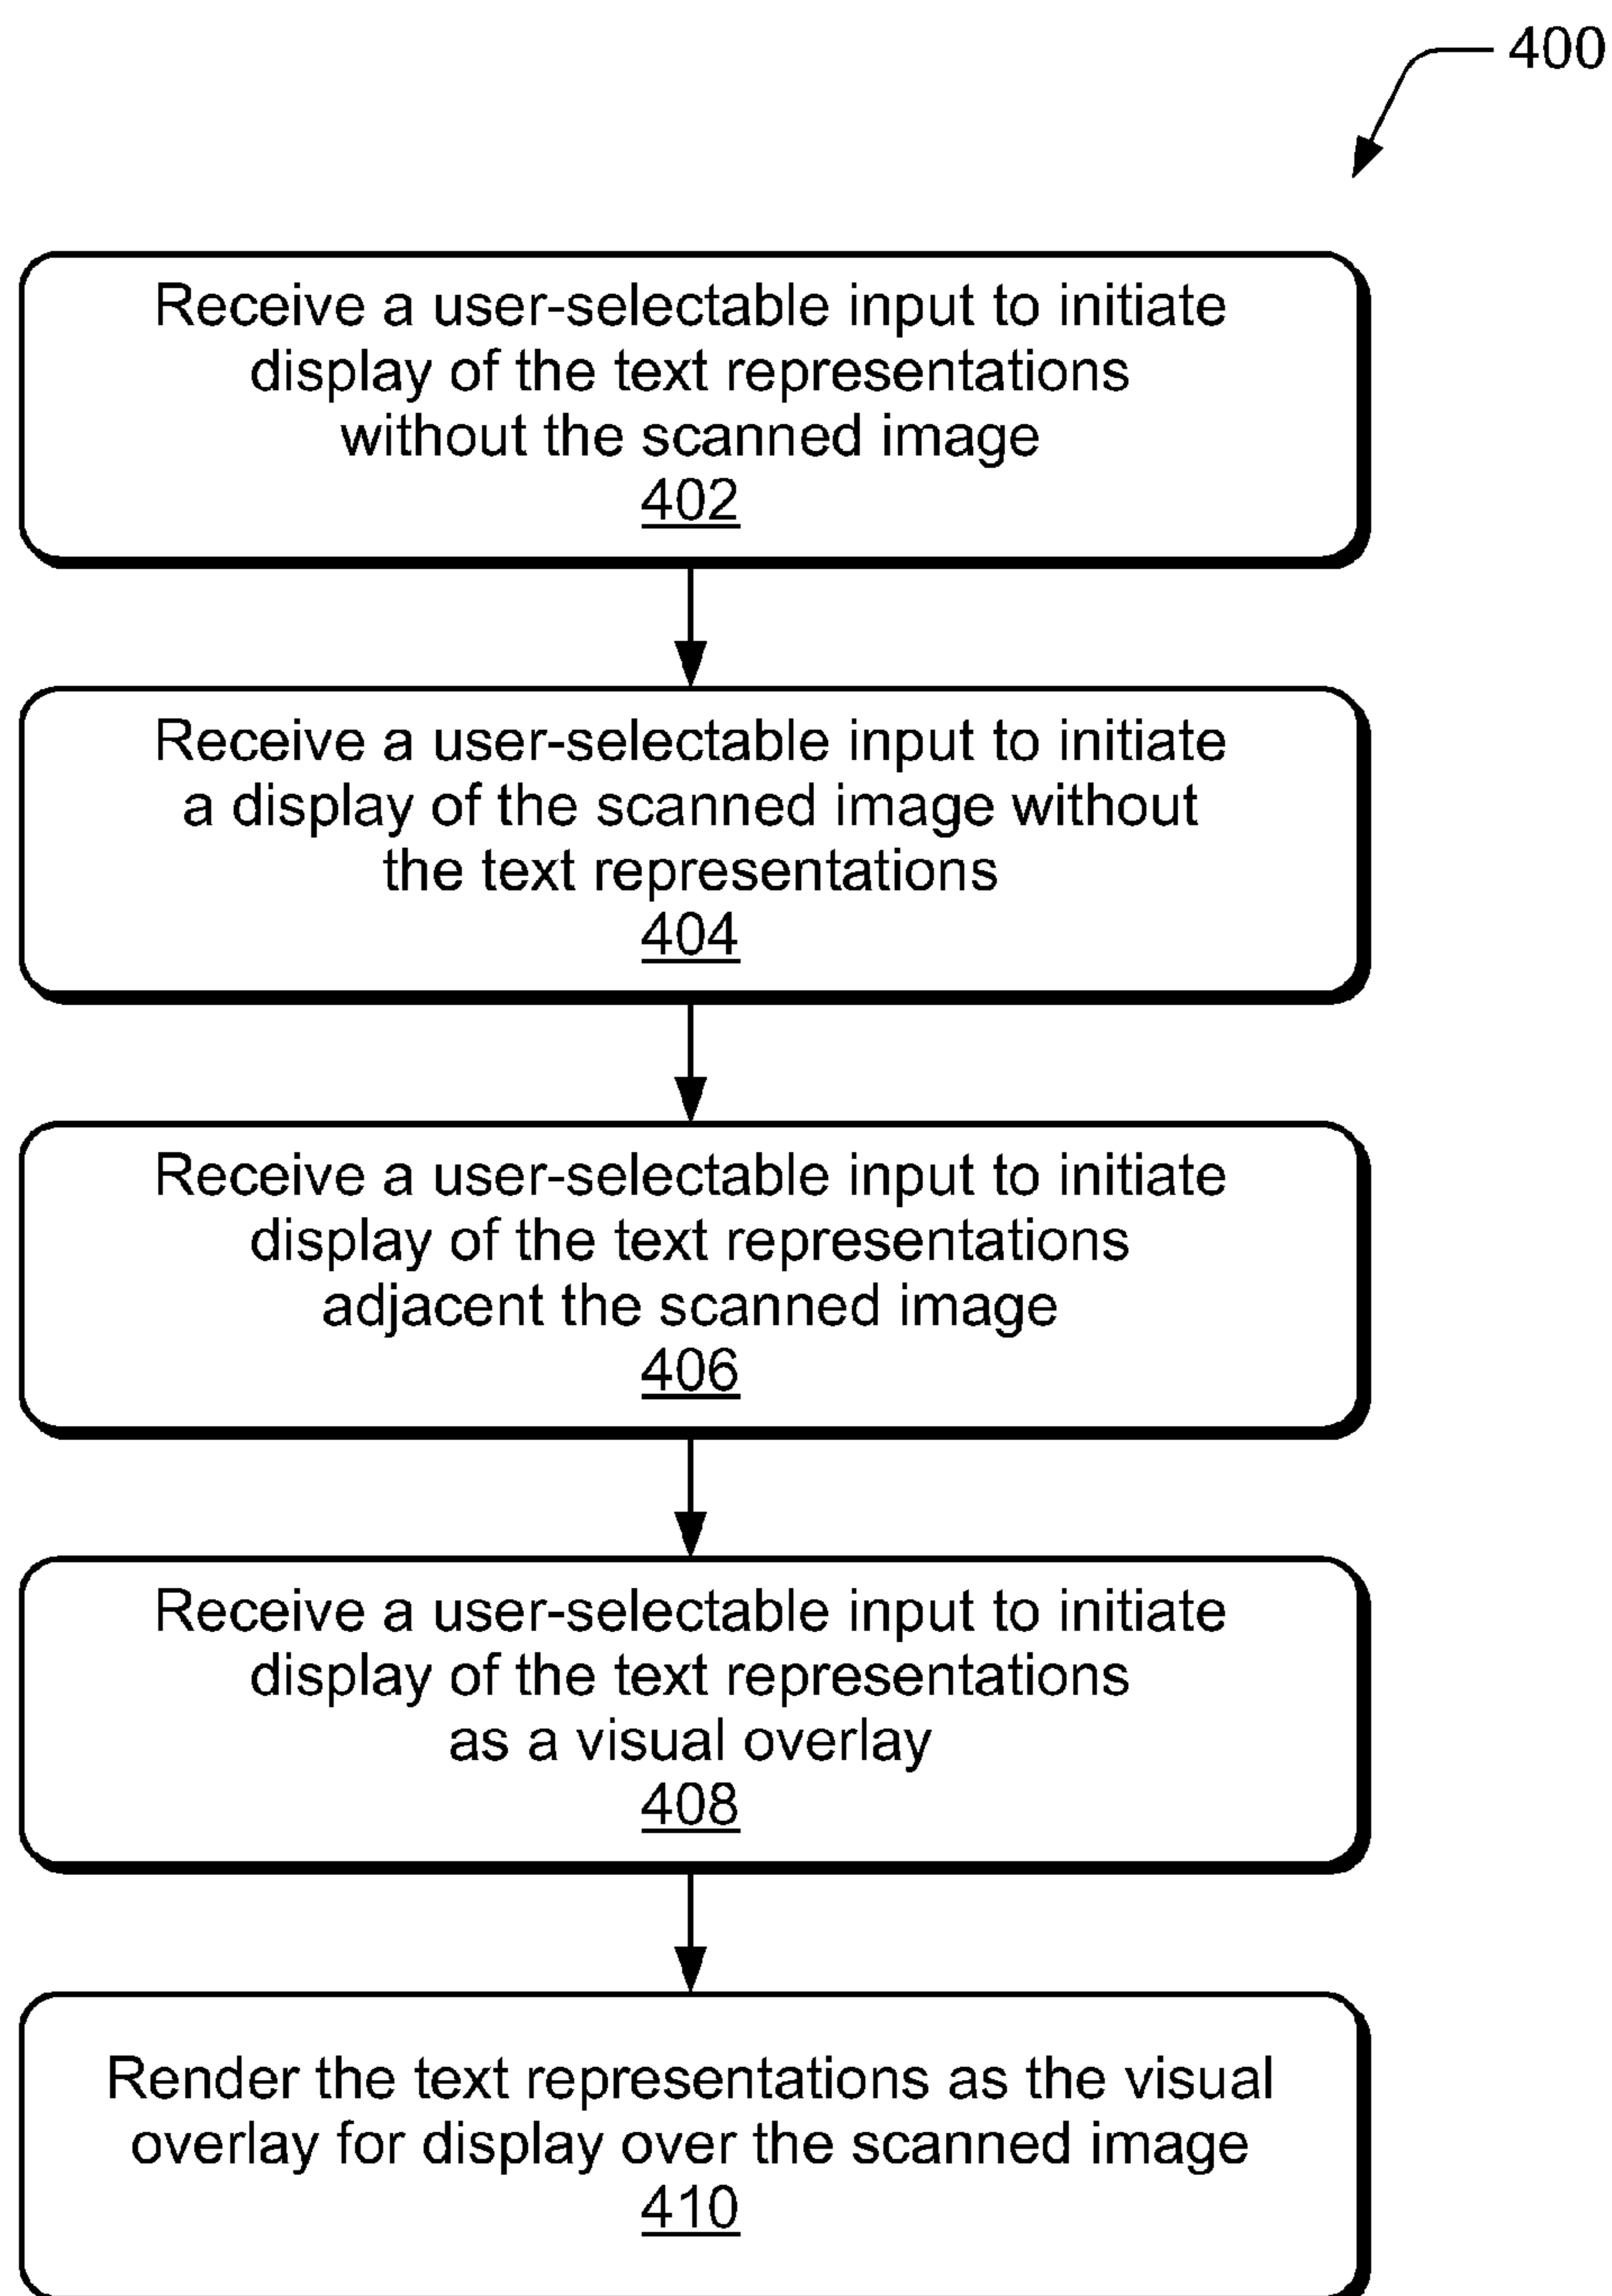 400
Receive a user-selectable input to initiate
display of the text representations
without the scanned image
402
Receive a user-selectable input to initiate
a display of the scanned image without
the text representations
404
Receive a user-selectable input to initiate
display of the text representations
adjacent the scanned image
406
Receive a user-selectable input to initiate
display of the text representations
as a visual overlay
408
Render the text representations as the visual
overlay for display over the scanned image
410